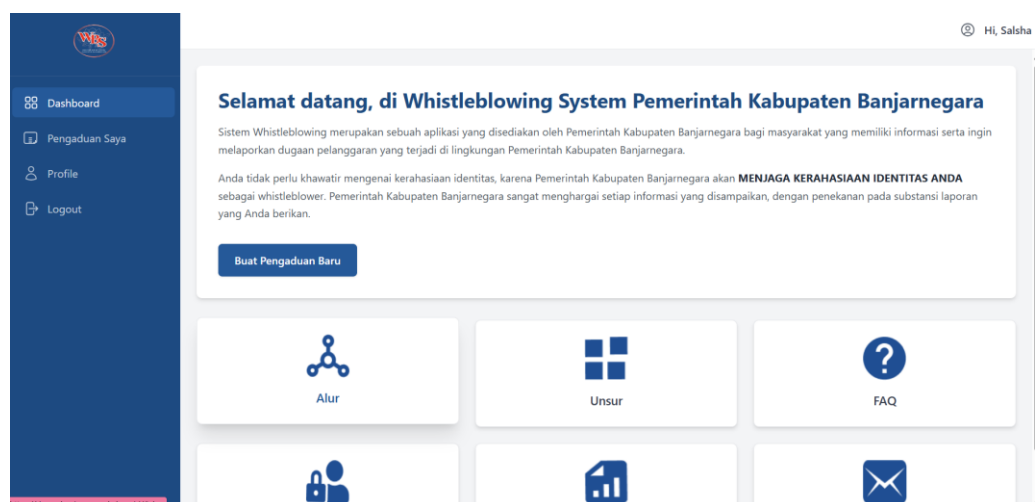 WBS
Hi, Salsha
Dashboard
Pengaduan Saya
Profile
Logout
Selamat datang, di Whistleblowing System Pemerintah Kabupaten Banjarnegara
Sistem Whistleblowing merupakan sebuah aplikasi yang disediakan oleh Pemerintah Kabupaten Banjarnegara bagi masyarakat yang memiliki informasi serta ingin
melaporkan dugaan pelanggaran yang terjadi di lingkungan Pemerintah Kabupaten Banjarnegara.
Anda tidak perlu khawatir mengenai kerahasiaan identitas, karena Pemerintah Kabupaten Banjarnegara akan MENJAGA KERAHASIAAN IDENTITAS ANDA
sebagai whistleblower. Pemerintah Kabupaten Banjarnegara sangat menghargai setiap informasi yang disampaikan, dengan penekanan pada substansi laporan
yang Anda berikan.
Buat Pengaduan Baru
Alur
Unsur
FAQ